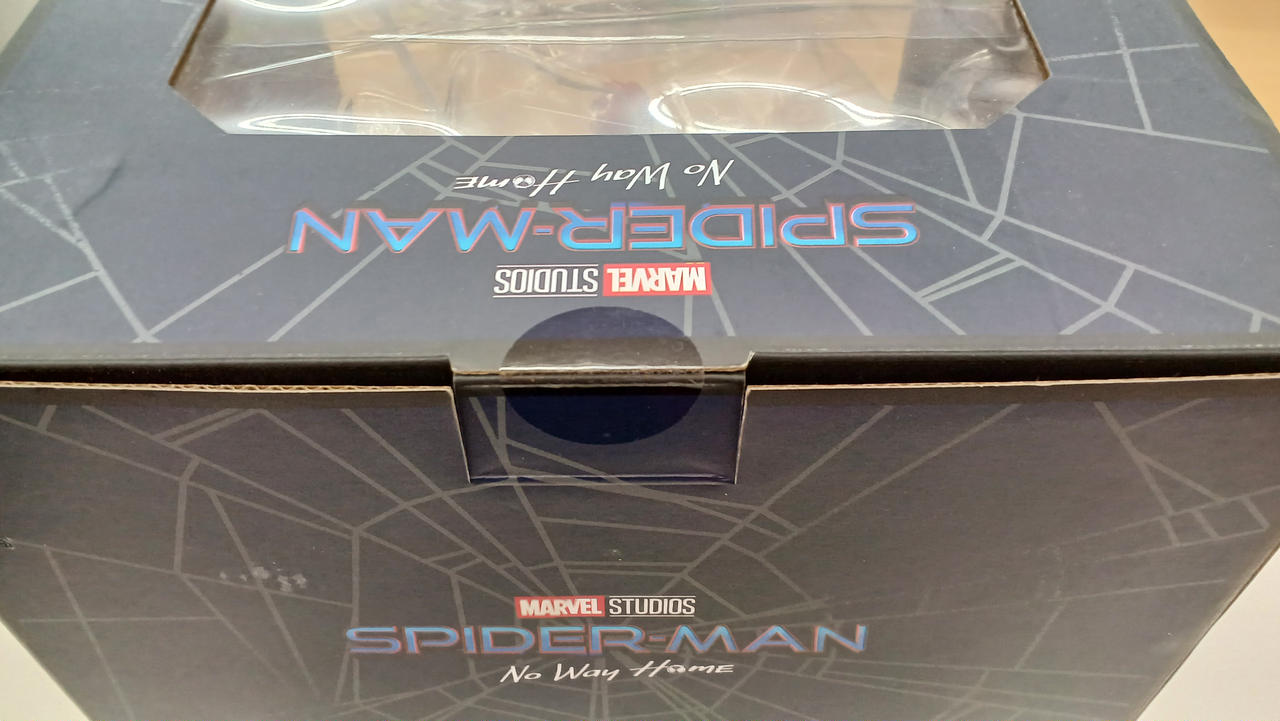 No Way Home
SPIDER-MAN
MARVEL STUDIOS
MARVEL STUDIOS
SPIDER-MAN
No Way Home